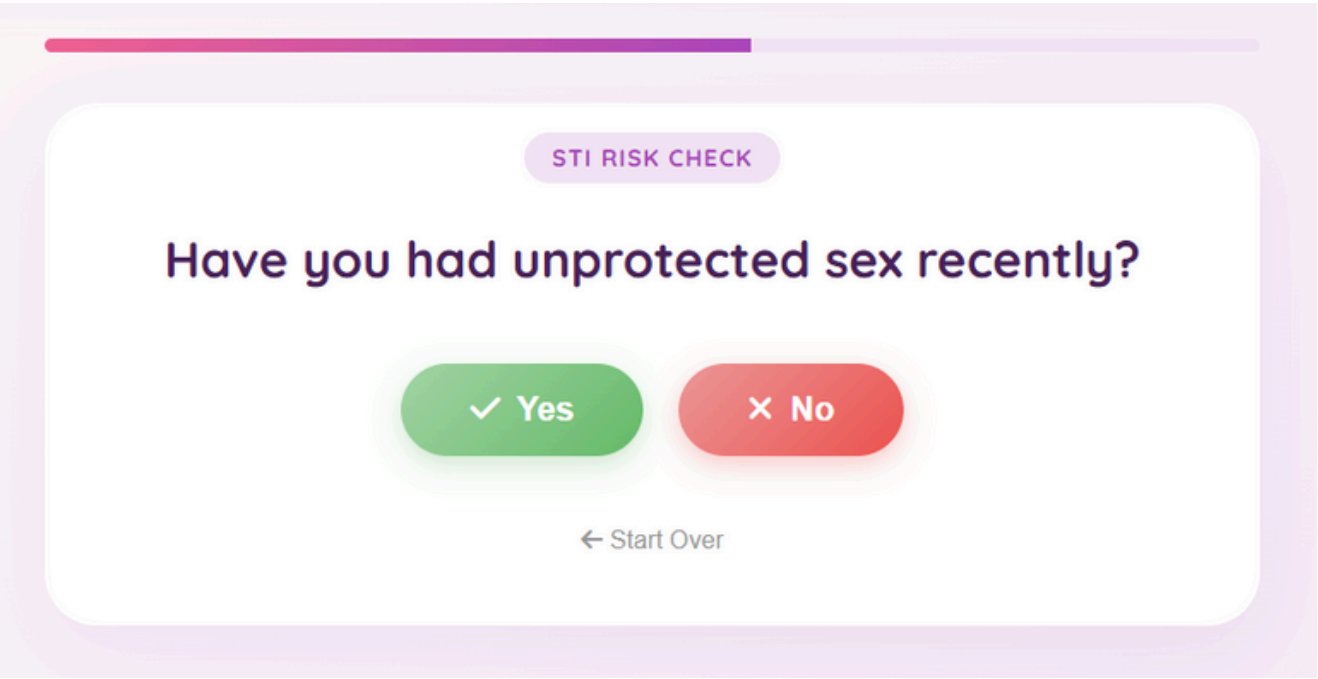 STI RISK CHECK
Have you had unprotected sex recently?
✓ Yes
✕ No
← Start Over